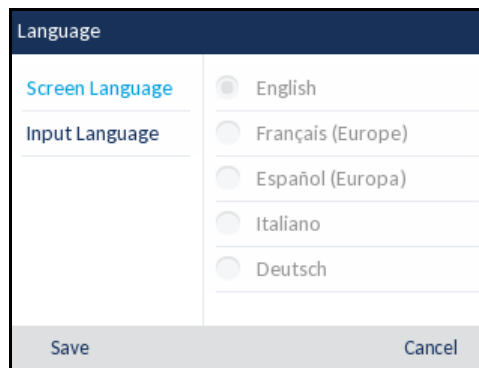 Language
Screen Language
Input Language
English
Français (Europe)
Español (Europa)
Italiano
Deutsch
Save
Cancel